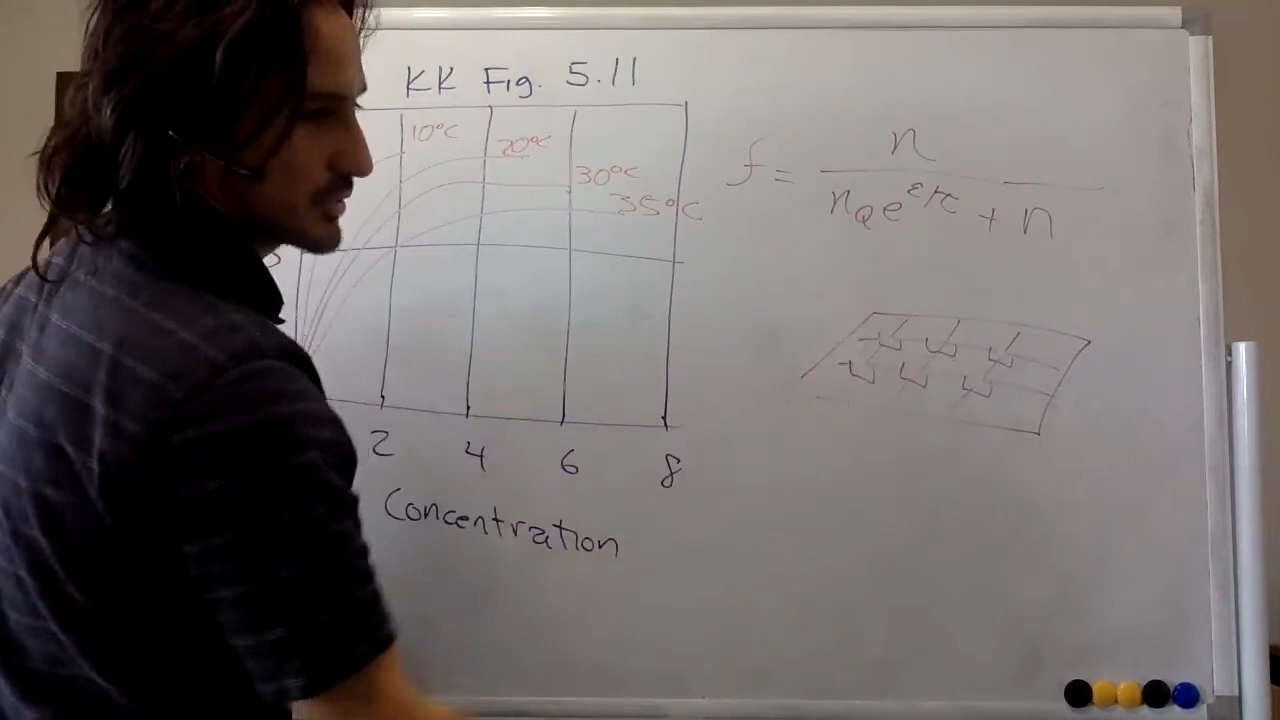 KK Fig. 5.11
10°C
20°C
30°C
35°C
f = n / n_Q e^{ε/τ} + n
2 4 6 8
Concentration